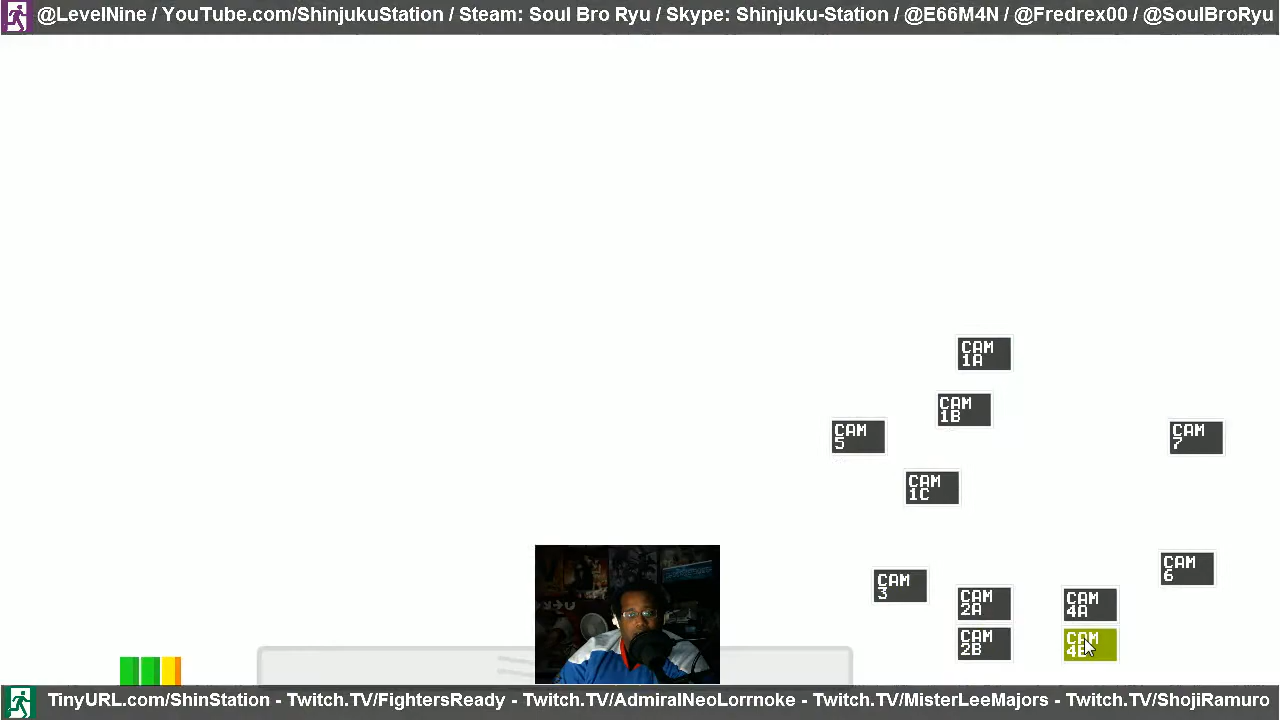 @LevelNine / YouTube.com/ShinjukuStation / Steam: Soul Bro Ryu / Skype: Shinjuku-Station / @E66M4N / @Fredrex00 / @SoulBroRyu
CAM
1A
CAM
1B
CAM
5
CAM
7
CAM
1C
CAM
6
CAM
3
CAM
2A
CAM
4A
CAM
2B
CAM
4B
TinyURL.com/ShinStation - Twitch.TV/FightersReady - Twitch.TV/AdmiralNeoLorrnoke - Twitch.TV/MisterLeeMajors - Twitch.TV/ShojiRamuro